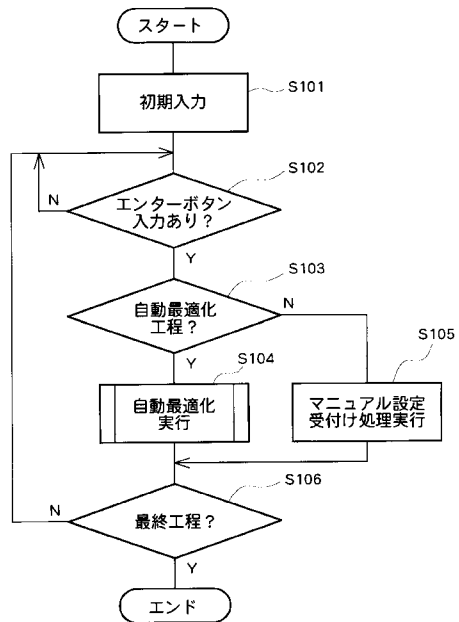 スタート
初期入力
S101
S102
N
エンターボタン
入力あり？
Y
S103
自動最適化
工程？
N
Y
S104
自動最適化
実行
S105
マニュアル設定
受付け処理実行
S106
N
最終工程？
Y
エンド